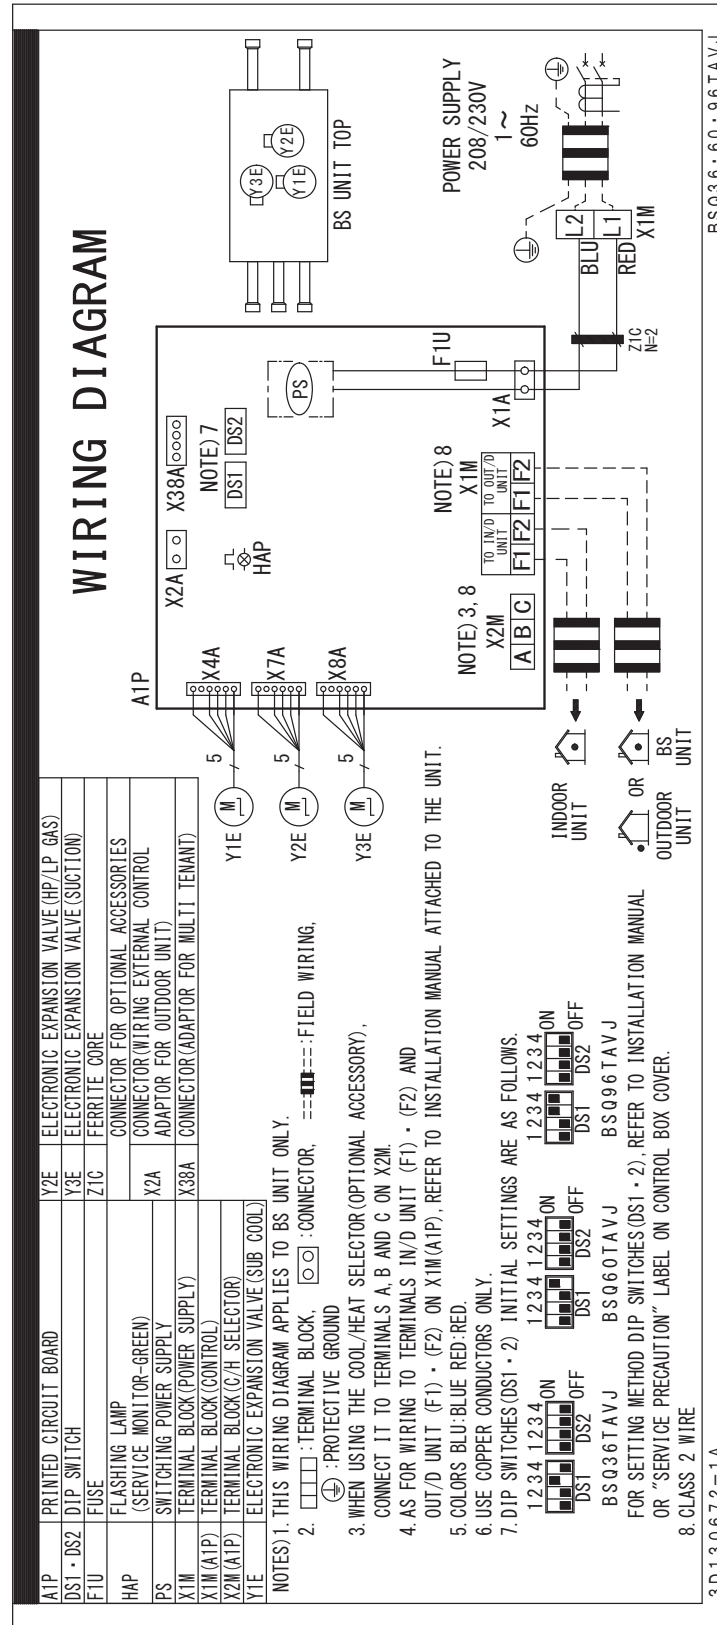 WIRING DIAGRAM
A1P PRINTED CIRCUIT BOARD
DS1・DS2 DIP SWITCH
F1U FUSE
HAP FLASHING LAMP
(SERVICE MONITOR-GREEN)
PS SWITCHING POWER SUPPLY
X1M TERMINAL BLOCK(POWER SUPPLY)
X1M(A1P) TERMINAL BLOCK(CONTROL)
X2M(A1P) TERMINAL BLOCK(C/H SELECTOR)
Y1E ELECTRONIC EXPANSION VALVE(SUB COOL)
Y2E ELECTRONIC EXPANSION VALVE(HP/LP GAS)
Y3E ELECTRONIC EXPANSION VALVE(SUCTION)
Z1C FERRITE CORE
CONNECTOR FOR OPTIONAL ACCESSORIES
X2A CONNECTOR(WIRING EXTERNAL CONTROL
ADAPTOR FOR OUTDOOR UNIT)
X38A CONNECTOR(ADAPTOR FOR MULTI TENANT)
NOTES)1. THIS WIRING DIAGRAM APPLIES TO BS UNIT ONLY.
2. :TERMINAL BLOCK, :CONNECTOR, :FIELD WIRING,
:PROTECTIVE GROUND
3. WHEN USING THE COOL/HEAT SELECTOR(OPTIONAL ACCESSORY),
CONNECT IT TO TERMINALS A, B AND C ON X2M.
4. AS FOR WIRING TO TERMINALS IN/D UNIT (F1)・(F2) AND
OUT/D UNIT (F1)・(F2) ON X1M(A1P), REFER TO INSTALLATION MANUAL ATTACHED TO THE UNIT.
5. COLORS BLU:BLUE RED:RED.
6. USE COPPER CONDUCTORS ONLY.
7. DIP SWITCHES(DS1・2) INITIAL SETTINGS ARE AS FOLLOWS.
1234 1234 ON OFF
DS1 DS2
BSQ36TAVJ
1234 1234 ON OFF
DS1 DS2
BSQ60TAVJ
1234 1234 ON OFF
DS1 DS2
BSQ96TAVJ
FOR SETTING METHOD DIP SWITCHES(DS1・2), REFER TO INSTALLATION MANUAL
OR "SERVICE PRECAUTION" LABEL ON CONTROL BOX COVER.
8. CLASS 2 WIRE
A1P
X2A
X38A
NOTE)7
DS1
DS2
HAP
X4A
X7A
X8A
5
5
5
M
M
M
Y1E
Y2E
Y3E
PS
F1U
X1A
NOTE)3, 8
X2M
A B C
NOTE)8
X1M
TO IN/D UNIT
TO OUT/D UNIT
F1 F2 F1 F2
INDOOR UNIT
OUTDOOR UNIT
OR
BS UNIT
Z1C
N=2
BLU
RED
L2
L1
X1M
POWER SUPPLY
208/230V
1~
60Hz
Y3E
Y2E
Y1E
BS UNIT TOP
3D130672-1A
BSQ36・60・96TAVJ